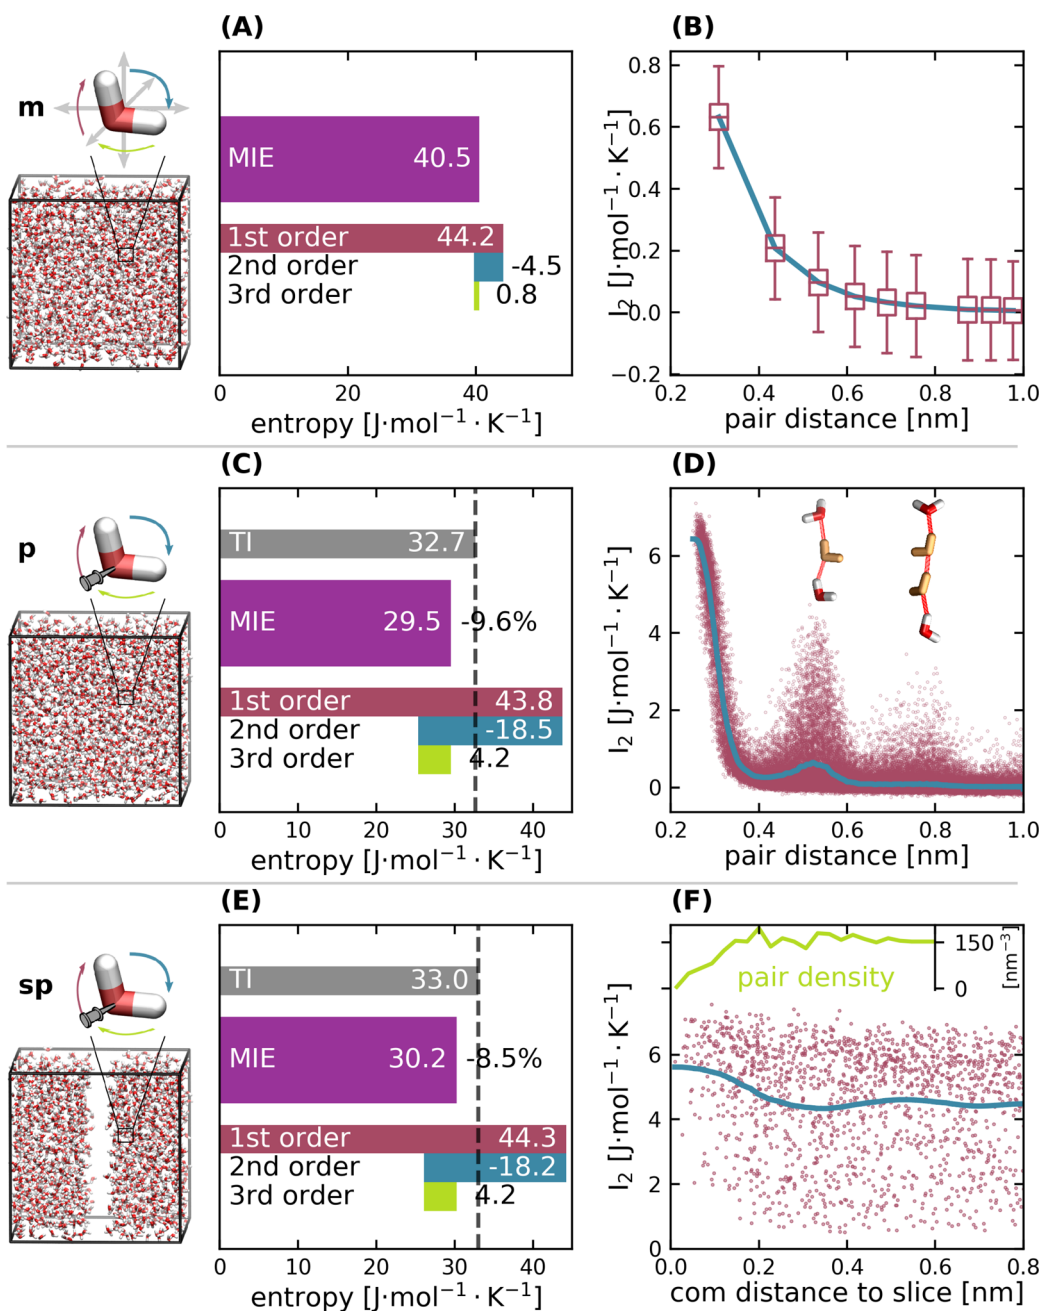 (A)
m
MIE 40.5
1st order 44.2
2nd order -4.5
3rd order 0.8
0 20 40
entropy [J·mol⁻¹ · K⁻¹]
(B)
I₂ [J·mol⁻¹ · K⁻¹]
0.8
0.6
0.4
0.2
0.0
−0.2
0.2 0.4 0.6 0.8 1.0
pair distance [nm]
(C)
p
TI 32.7
MIE 29.5 -9.6%
1st order 43.8
2nd order -18.5
3rd order 4.2
0 10 20 30 40
entropy [J·mol⁻¹ · K⁻¹]
(D)
I₂ [J·mol⁻¹ · K⁻¹]
6
4
2
0
0.2 0.4 0.6 0.8 1.0
pair distance [nm]
(E)
sp
TI 33.0
MIE 30.2 -8.5%
1st order 44.3
2nd order -18.2
3rd order 4.2
0 10 20 30 40
entropy [J·mol⁻¹ · K⁻¹]
(F)
pair density
150
0
[nm⁻³]
I₂ [J·mol⁻¹ · K⁻¹]
8
6
4
2
0
0.0 0.2 0.4 0.6 0.8
com distance to slice [nm]